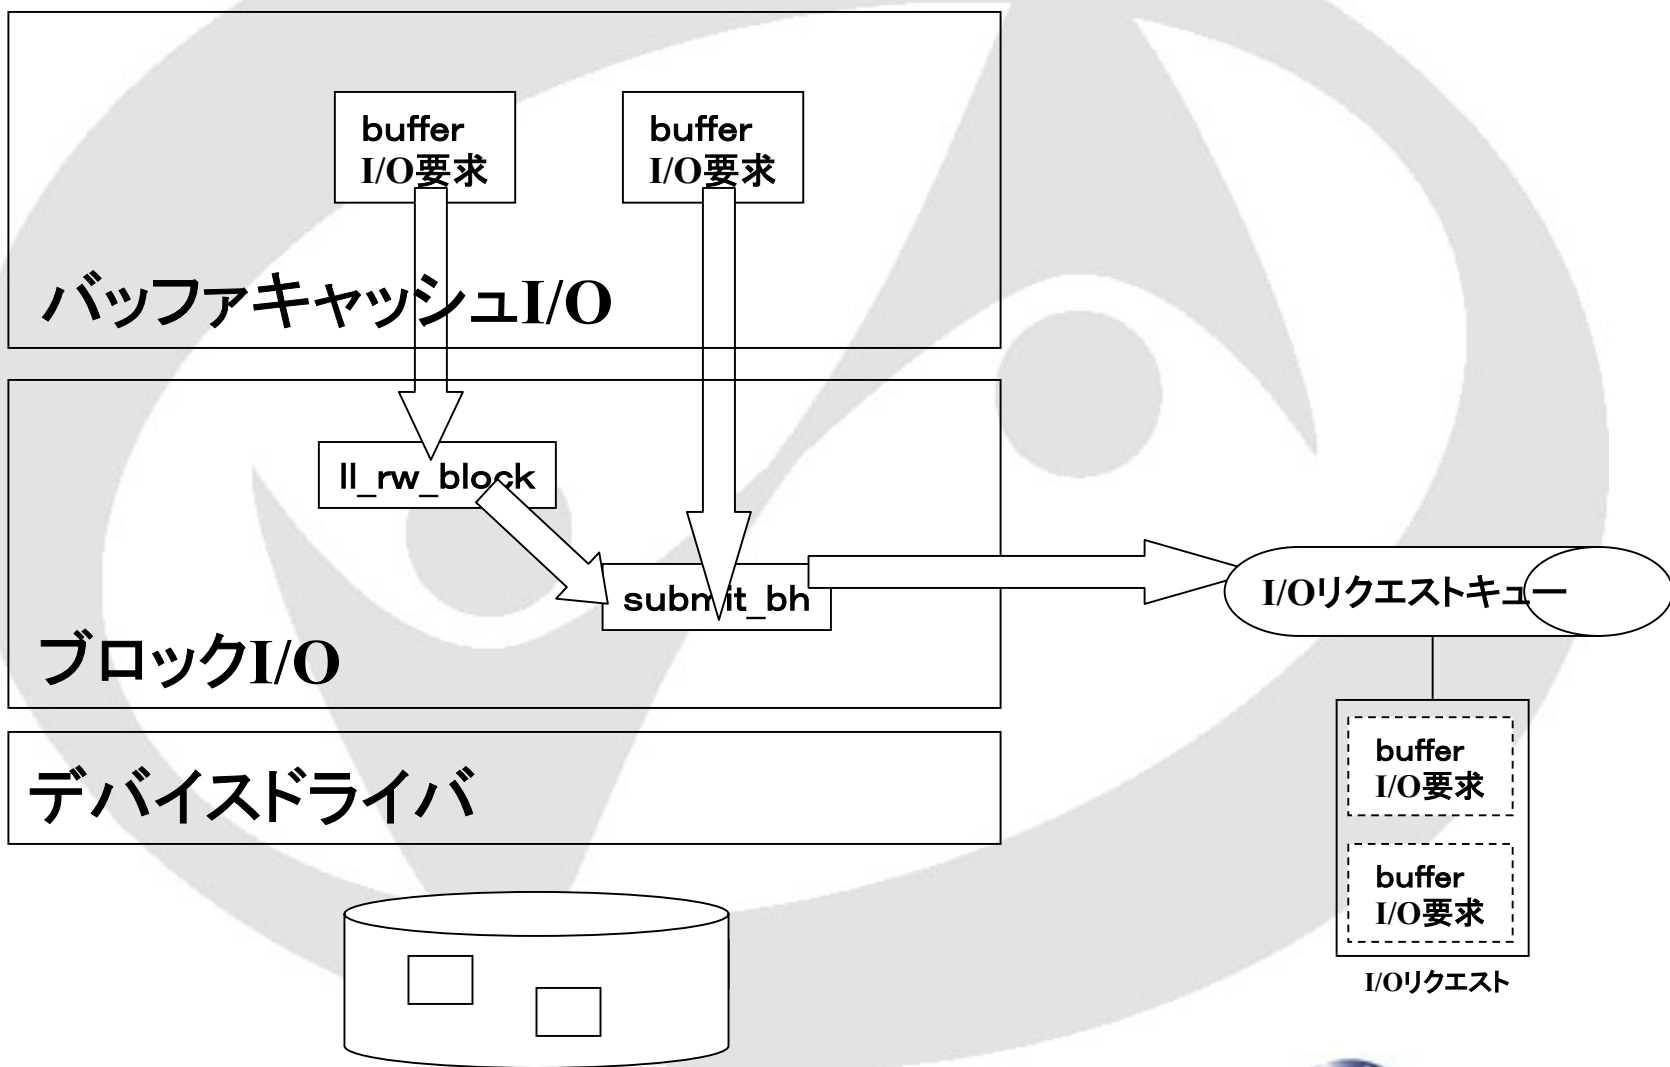 buffer
I/O要求
buffer
I/O要求
バッファキャッシュI/O
ll_rw_block
submit_bh
I/Oリクエストキュー
ブロックI/O
buffer
I/O要求
デバイスドライバ
buffer
I/O要求
I/Oリクエスト